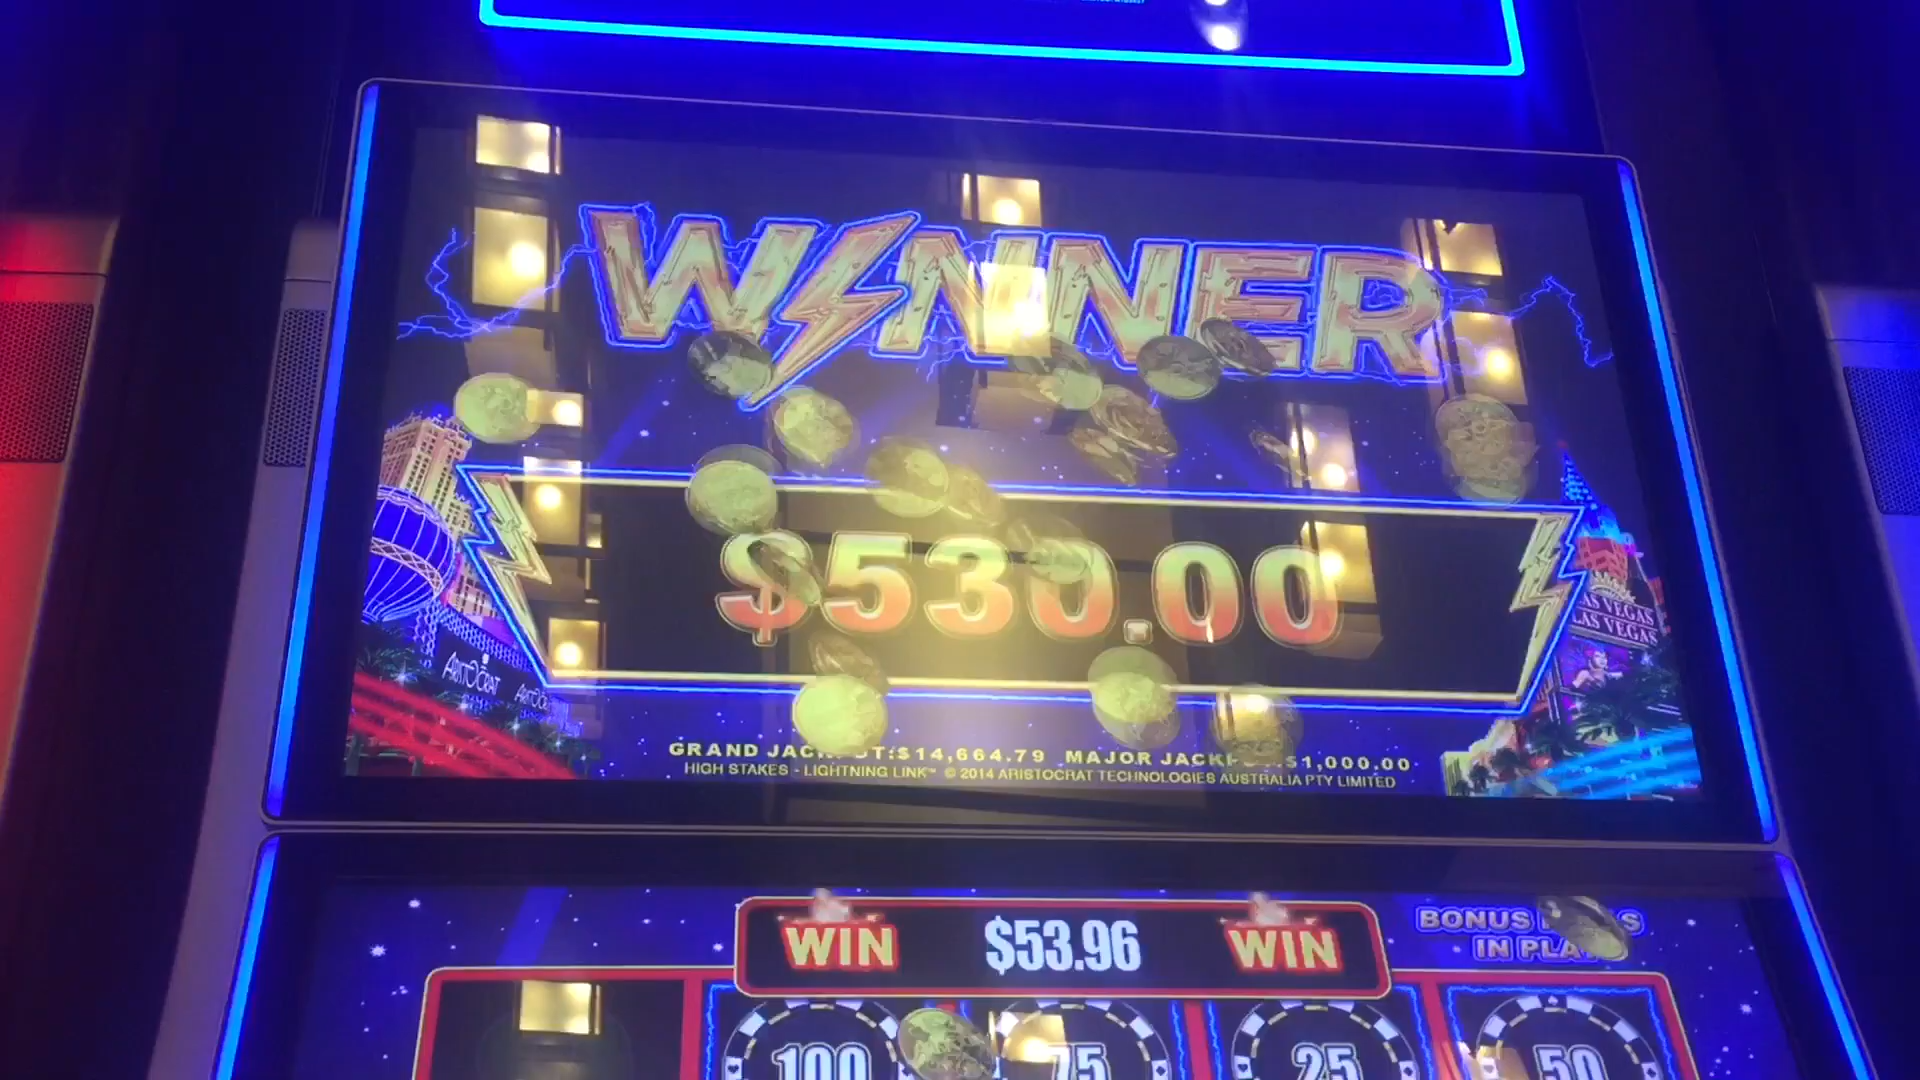 WINNER
$530.00
ARISTOCRAT
LAS VEGAS
LAS VEGAS
GRAND JACKPOT:$14,664.79 MAJOR JACKPOT:$1,000.00
HIGH STAKES - LIGHTNING LINK™ © 2014 ARISTOCRAT TECHNOLOGIES AUSTRALIA PTY LIMITED
WIN $53.96 WIN
BONUS
IN PLAY
100 75 25 50